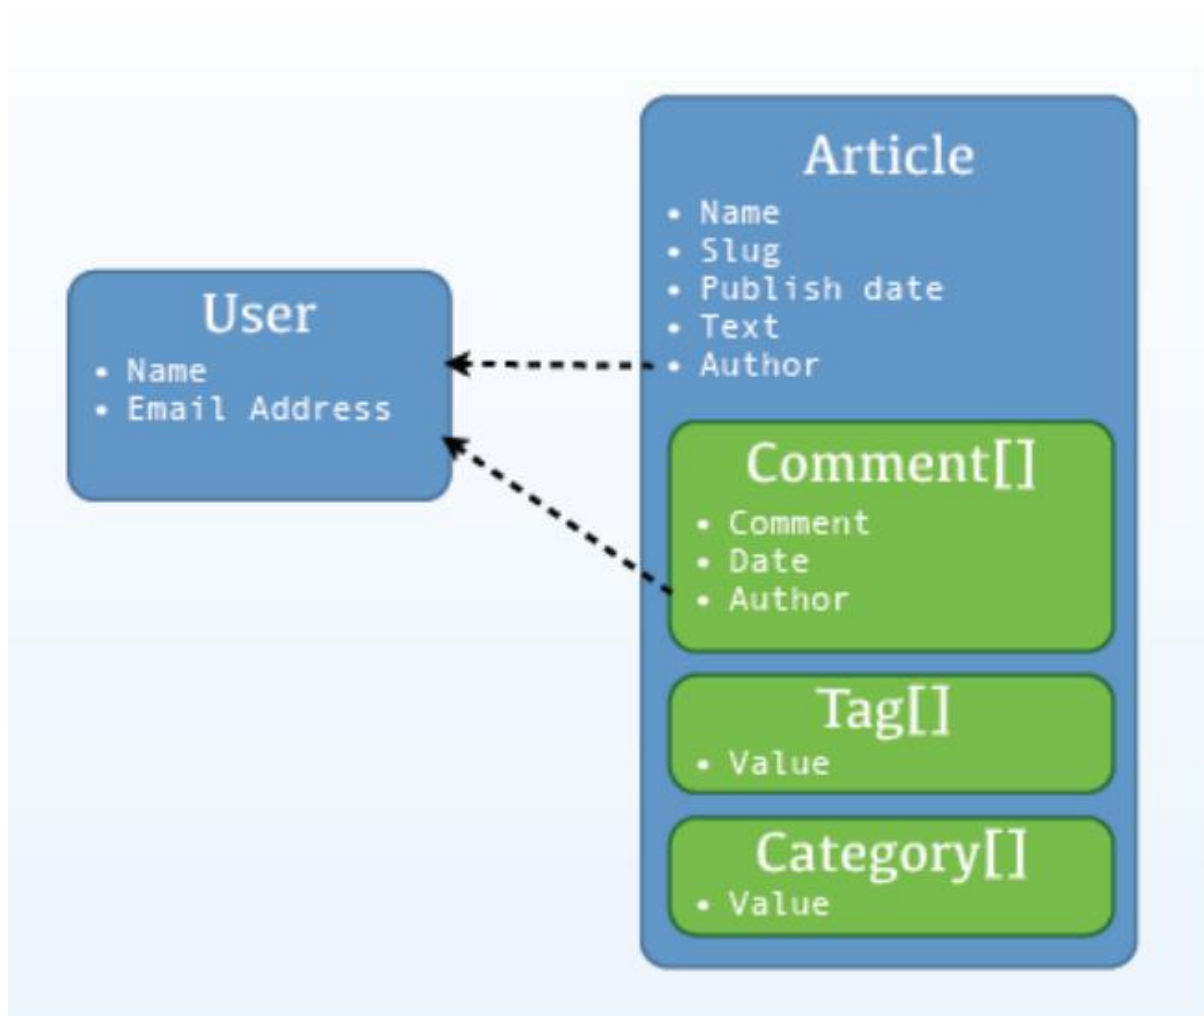 User
• Name
• Email Address
Article
• Name
• Slug
• Publish date
• Text
• Author
Comment[]
• Comment
• Date
• Author
Tag[]
• Value
Category[]
• Value